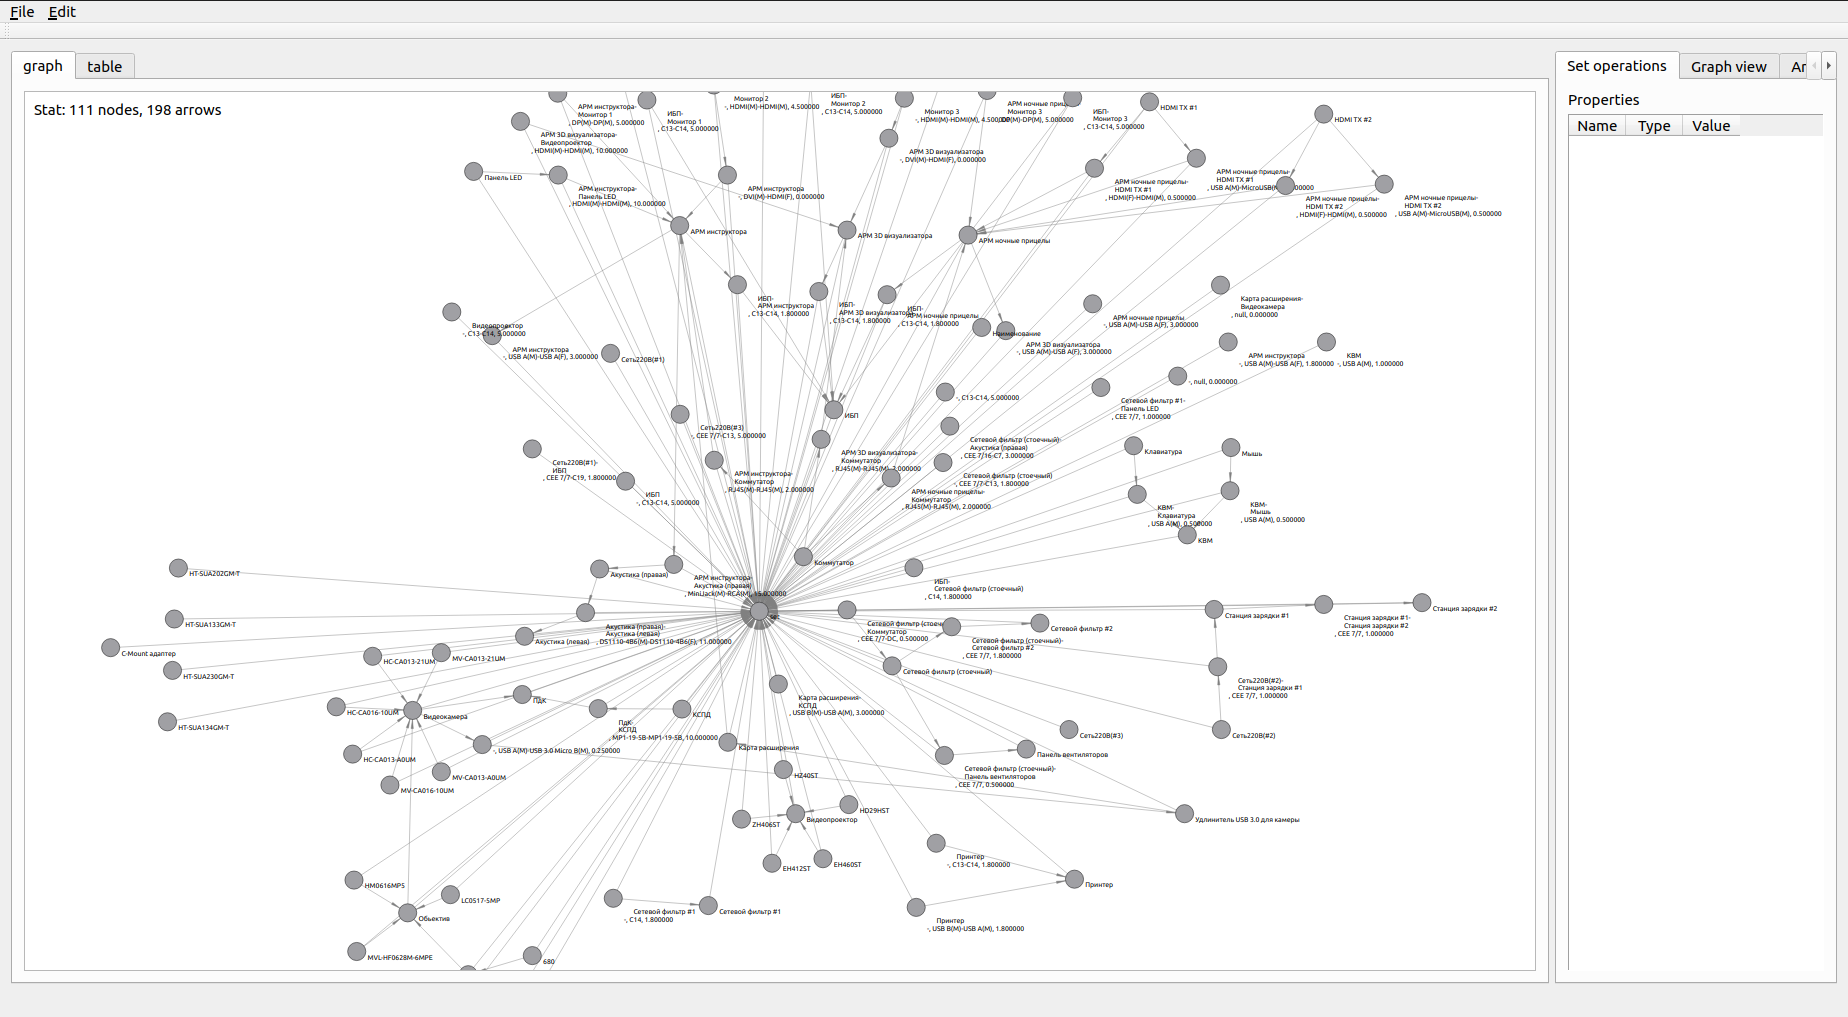 File Edit
graph table
Set operations Graph view Ar
Stat: 111 nodes, 198 arrows
Properties
Name Type Value
АРМ инструктора-
Монитор 1
, DP(M)-DP(M), 5.000000
ИБП-
Монитор 1
, C13-C14, 5.000000
Монитор 2
-, HDMI(M)-HDMI(M), 4.500000
ИБП-
Монитор 2
, C13-C14, 5.000000
Монитор 3
-, HDMI(M)-HDMI(M), 4.500000
Монитор 3
DP(M)-DP(M), 5.000000
ИБП-
Монитор 3
, C13-C14, 5.000000
HDMI TX #1
HDMI TX #2
АРМ 3D визуализатора-
Видеопроектор
, HDMI(M)-HDMI(M), 10.000000
АРМ 3D визуализатора
-, DVI(M)-HDMI(F), 0.000000
Панель LED
АРМ инструктора-
Панель LED
, HDMI(M)-HDMI(M), 10.000000
АРМ инструктора
-, DVI(M)-HDMI(F), 0.000000
АРМ ночные прицелы-
HDMI TX #1
, HDMI(F)-HDMI(M), 0.500000
АРМ ночные прицелы-
HDMI TX #1
АРМ ночные прицелы-
HDMI TX #2
, HDMI(F)-HDMI(M), 0.500000
АРМ ночные прицелы-
HDMI TX #2
, USB A(M)-MicroUSB(M), 0.500000
АРМ инструктора
АРМ 3D визуализатора
АРМ ночные прицелы
ИБП-
АРМ инструктора
, C13-C14, 1.800000
ИБП-
АРМ 3D визуализатора
, C13-C14, 1.800000
ИБП-
АРМ ночные прицелы
, C13-C14, 1.800000
Наименование
АРМ ночные прицелы
-, USB A(M)-USB A(F), 3.000000
Карта расширения-
Видеокамера
, null, 0.000000
Видеопроектор
-, C13-C14, 5.000000
АРМ инструктора
-, USB A(M)-USB A(F), 3.000000
Сеть220В(#1)
АРМ 3D визуализатора
-, USB A(M)-USB A(F), 3.000000
АРМ инструктора
-, USB A(M)-USB A(F), 1.800000
КВМ
-, USB A(M), 1.000000
-, null, 0.000000
-, C13-C14, 5.000000
Сетевой фильтр #1-
Панель LED
, CEE 7/7, 1.000000
ИБП
Сеть220В(#3)
-, CEE 7/7-C13, 5.000000
Сетевой фильтр (стоечный)-
Акустика (правая)
, CEE 7/16-C7, 3.000000
Клавиатура
Мышь
Сеть220В(#1)-
ИБП
, CEE 7/7-C19, 1.800000
АРМ инструктора-
Коммутатор
, RJ45(M)-RJ45(M), 2.000000
АРМ 3D визуализатора-
Коммутатор
, RJ45(M)-RJ45(M), 2.000000
Сетевой фильтр (стоечный)
-, CEE 7/7-C13, 1.800000
ИБП
-, C13-C14, 5.000000
АРМ ночные прицелы-
Коммутатор
, RJ45(M)-RJ45(M), 2.000000
КВМ-
Клавиатура
, USB A(M), 0.500000
КВМ-
Мышь
, USB A(M), 0.500000
КВМ
HT-SUA202GM-T
Акустика (правая)
АРМ инструктора-
Акустика (правая)
, MiniJack(M)-RCA(M), 15.000000
Коммутатор
ИБП-
Сетевой фильтр (стоечный)
, C14, 1.800000
HT-SUA133GM-T
Акустика (правая)-
Акустика (левая)
, DS1110-4B6(M)-DS1110-4B6(F), 11.000000
Акустика (левая)
Коммутатор
, CEE 7/7-DC, 0.500000
Сетевой фильтр #2
Сетевой фильтр (стоечный)-
Сетевой фильтр #2
, CEE 7/7, 1.800000
Станция зарядки #1
Станция зарядки #1-
Станция зарядки #2
, CEE 7/7, 1.000000
Станция зарядки #2
C-Mount адаптер
HC-CA013-21UM
MV-CA013-21UM
HT-SUA230GM-T
Сетевой фильтр (стоечный)
Сеть220В(#2)-
Станция зарядки #1
, CEE 7/7, 1.000000
HC-CA016-10UM
Видеокамера
ПДК
ПдК-
КСПД
, MP1-19-5B-MP1-19-5B, 10.000000
КСПД
Карта расширения-
КСПД
, USB B(M)-USB A(M), 3.000000
HT-SUA134GM-T
Сеть220В(#3)
Сеть220В(#2)
-, USB A(M)-USB 3.0 Micro B(M), 0.250000
Карта расширения
HC-CA013-A0UM
Панель вентиляторов
MV-CA013-A0UM
HZ40ST
Сетевой фильтр (стоечный)-
Панель вентиляторов
, CEE 7/7, 0.500000
MV-CA016-10UM
HD29HST
ZH406ST
Видеопроектор
Удлинитель USB 3.0 для камеры
EH412ST
EH460ST
Принтер
-, C13-C14, 1.800000
Принтер
HM0616MP5
LC0517-5MP
Объектив
Сетевой фильтр #1
-, C14, 1.800000
Сетевой фильтр #1
Принтер
-, USB B(M)-USB A(M), 1.800000
MVL-HF0628M-6MPE
680